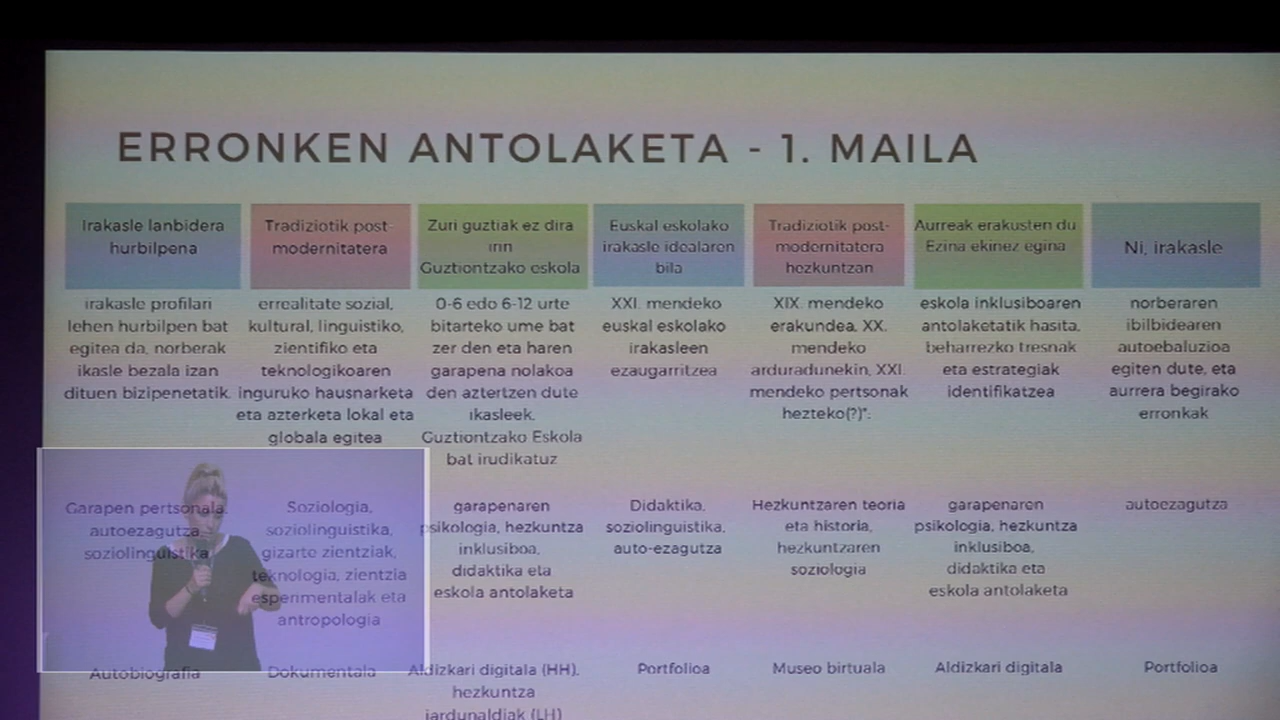 ERRONKEN ANTOLAKETA - 1. MAILA
Irakasle lanbidera
hurbilpena
irakasle profilari
lehen hurbilpen bat
egitea da, norberak
ikasle bezala izan
dituen bizipenetatik.
Garapen pertsonala,
autoezagutza,
soziolinguistika
Autobiografia
Tradiziotik post-
modernitatera
errealitate sozial,
kultural, linguistiko,
zientifiko eta
teknologikoaren
inguruko hausnarketa
eta azterketa lokal eta
globala egitea
Soziologia,
soziolinguistika,
gizarte zientziak,
teknologia, zientzia
esperimentalak eta
antropologia
Dokumentala
Zuri guztiak ez dira
irin
Guztiontzako eskola
0-6 edo 6-12 urte
bitarteko ume bat
zer den eta haren
garapena nolakoa
den aztertzen dute
ikasleek.
Guztiontzako Eskola
bat irudikatuz
garapenaren
psikologia, hezkuntza
inklusiboa,
didaktika eta
eskola antolaketa
Aldizkari digitala (HH),
hezkuntza
jardunaldiak (LH)
Euskal eskolako
irakasle idealaren
bila
XXI. mendeko
euskal eskolako
irakasleen
ezaugarritzea
Didaktika,
soziolinguistika,
auto-ezagutza
Portfolioa
Tradiziotik post-
modernitatera
hezkuntzan
XIX. mendeko
erakundea, XX.
mendeko
arduradunekin, XXI.
mendeko pertsonak
hezteko(?)".
Hezkuntzaren teoria
eta historia,
hezkuntzaren
soziologia
Museo birtuala
Aurreak erakusten du
Ezina ekinez egina
eskola inklusiboaren
antolaketatik hasita,
beharrezko tresnak
eta estrategiak
identifikatzea
garapenaren
psikologia, hezkuntza
inklusiboa,
didaktika eta
eskola antolaketa
Aldizkari digitala
Ni, irakasle
norberaren
ibilbidearen
autoebaluzioa
egiten dute, eta
aurrera begirako
erronkak
autoezagutza
Portfolioa